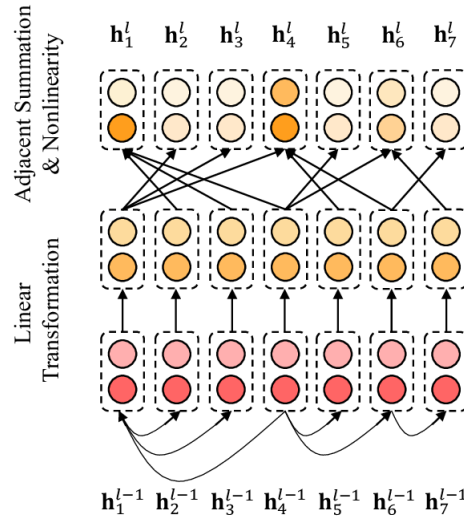 𝐡₁ˡ 𝐡₂ˡ 𝐡₃ˡ 𝐡₄ˡ 𝐡₅ˡ 𝐡₆ˡ 𝐡₇ˡ
Adjacent Summation
& Nonlinearity
Linear
Transformation
𝐡₁ˡ⁻¹ 𝐡₂ˡ⁻¹ 𝐡₃ˡ⁻¹ 𝐡₄ˡ⁻¹ 𝐡₅ˡ⁻¹ 𝐡₆ˡ⁻¹ 𝐡₇ˡ⁻¹